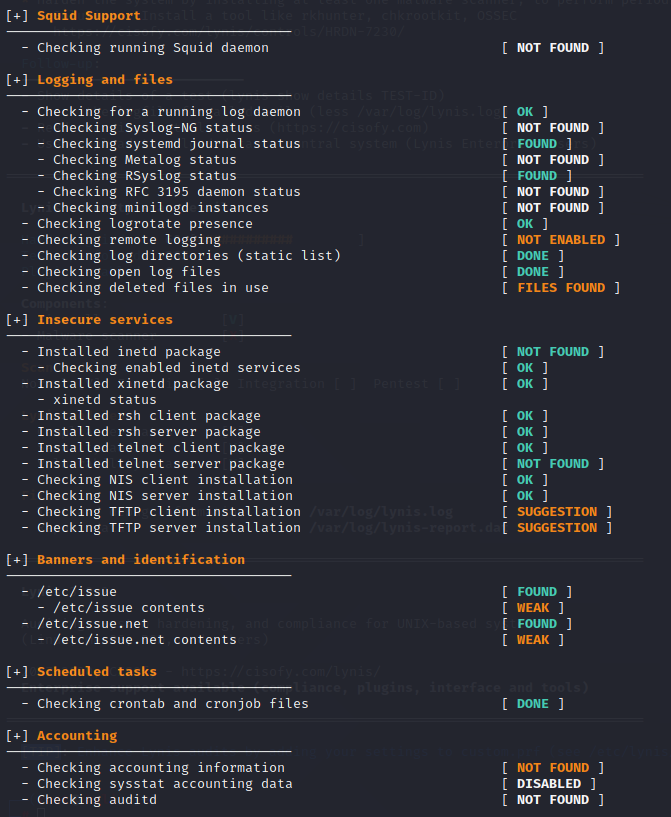 [+] Squid Support
- Checking running Squid daemon [ NOT FOUND ]
[+] Logging and files
- Checking for a running log daemon [ OK ]
- Checking Syslog-NG status [ NOT FOUND ]
- Checking systemd journal status [ FOUND ]
- Checking Metalog status [ NOT FOUND ]
- Checking RSyslog status [ FOUND ]
- Checking RFC 3195 daemon status [ NOT FOUND ]
- Checking minilogd instances [ NOT FOUND ]
- Checking logrotate presence [ OK ]
- Checking remote logging [ NOT ENABLED ]
- Checking log directories (static list) [ DONE ]
- Checking open log files [ DONE ]
- Checking deleted files in use [ FILES FOUND ]
[+] Insecure services
- Installed inetd package [ NOT FOUND ]
- Checking enabled inetd services [ OK ]
- Installed xinetd package [ OK ]
- xinetd status
- Installed rsh client package [ OK ]
- Installed rsh server package [ OK ]
- Installed telnet client package [ OK ]
- Installed telnet server package [ NOT FOUND ]
- Checking NIS client installation [ OK ]
- Checking NIS server installation [ OK ]
- Checking TFTP client installation [ SUGGESTION ]
- Checking TFTP server installation [ SUGGESTION ]
[+] Banners and identification
- /etc/issue [ FOUND ]
- /etc/issue contents [ WEAK ]
- /etc/issue.net [ FOUND ]
- /etc/issue.net contents [ WEAK ]
[+] Scheduled tasks
- Checking crontab and cronjob files [ DONE ]
[+] Accounting
- Checking accounting information [ NOT FOUND ]
- Checking sysstat accounting data [ DISABLED ]
- Checking auditd [ NOT FOUND ]